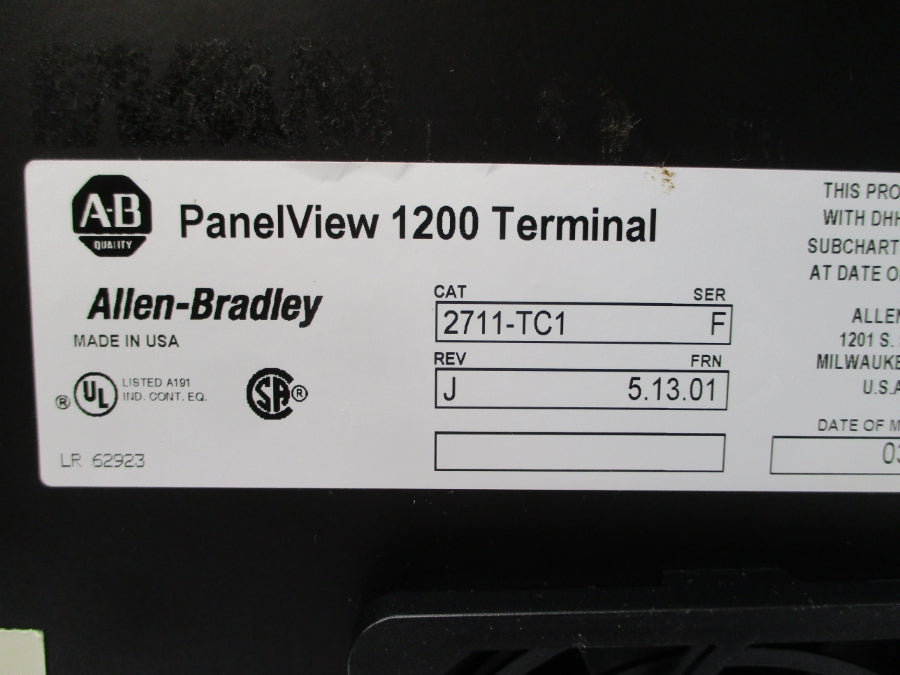 A-B
QUALITY
PanelView 1200 Terminal
Allen-Bradley
MADE IN USA
UL ®
LISTED A191
IND. CONT. EQ.
SA ®
LR 62923
CAT SER
2711-TC1 F
REV FRN
J 5.13.01
THIS PRO
WITH DHH
SUBCHART
AT DATE O
ALLEN
1201 S.
MILWAUKE
U.S.A
DATE OF M
03